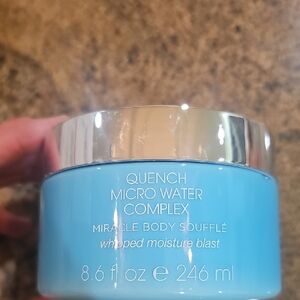 QUENCH
MICRO WATER
COMPLEX
MIRACLE BODY SOUFFLÉ
whipped moisture blast
8.6 fl oz e 246 ml